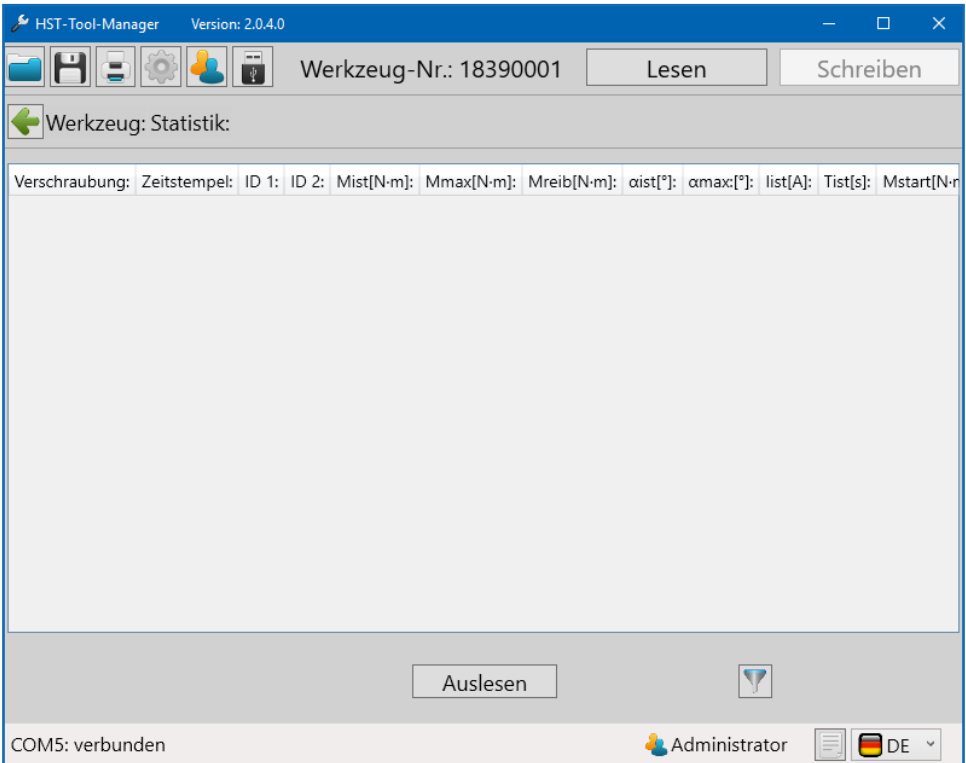 HST-Tool-Manager Version: 2.0.4.0
Werkzeug-Nr.: 18390001 Lesen Schreiben
Werkzeug: Statistik:
Verschraubung: Zeitstempel: ID 1: ID 2: Mist[N·m]: Mmax[N·m]: Mreib[N·m]: αist[°]: αmax:[°]: Iist[A]: Tist[s]: Mstart[N·m
Auslesen
COM5: verbunden Administrator DE